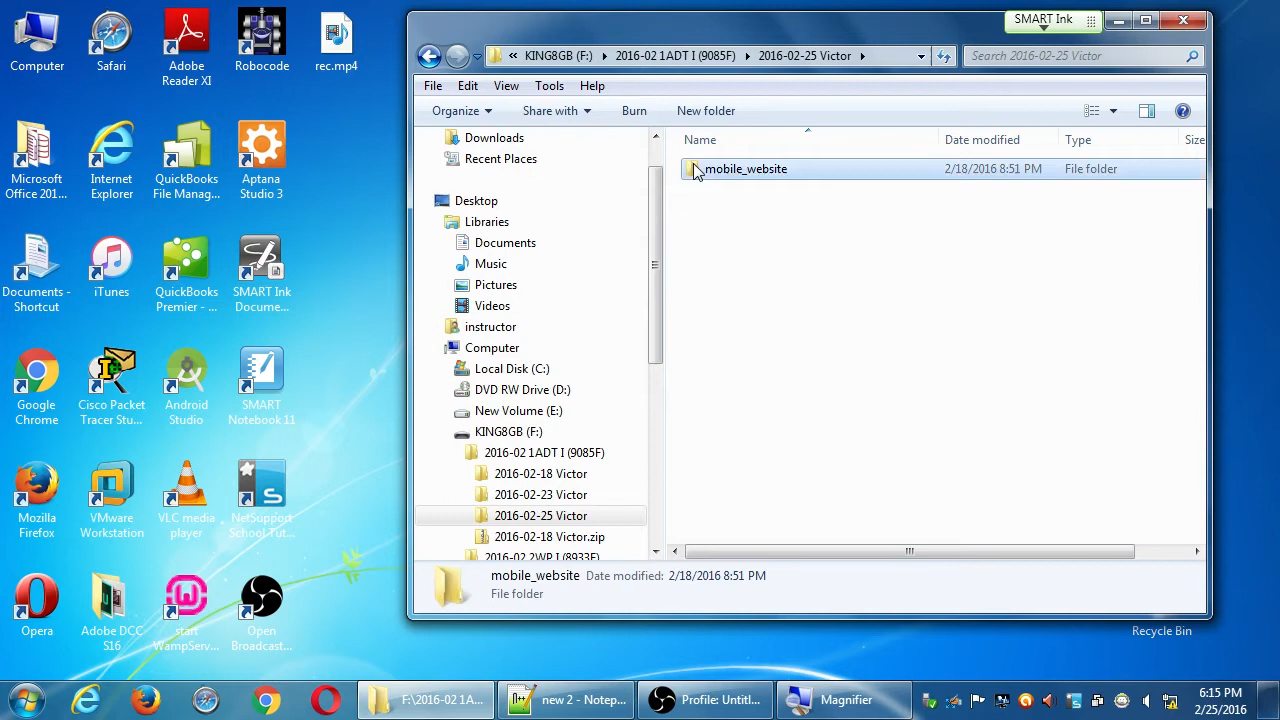 Computer
Safari
Adobe
Reader XI
Robocode
rec.mp4
Microsoft
Office 201...
Internet
Explorer
QuickBooks
File Manag...
Aptana
Studio 3
Documents -
Shortcut
iTunes
QuickBooks
Premier - ...
SMART Ink
Docume...
Google
Chrome
Cisco Packet
Tracer Stu...
Android
Studio
SMART
Notebook 11
Mozilla
Firefox
VMware
Workstation
VLC media
player
NetSupport
School Tut...
Opera
Adobe DCC
S16
start
WampServ...
Open
Broadcast...
Recycle Bin
SMART Ink
« KING8GB (F:) 2016-02 1ADT I (9085F) 2016-02-25 Victor
Search 2016-02-25 Victor
File Edit View Tools Help
Organize Share with Burn New folder
Downloads
Recent Places
Desktop
Libraries
Documents
Music
Pictures
Videos
instructor
Computer
Local Disk (C:)
DVD RW Drive (D:)
New Volume (E:)
KING8GB (F:)
2016-02 1ADT I (9085F)
2016-02-18 Victor
2016-02-23 Victor
2016-02-25 Victor
2016-02-18 Victor.zip
2016-02 2WP I (8933F)
Name Date modified Type Size
mobile_website 2/18/2016 8:51 PM File folder
mobile_website Date modified: 2/18/2016 8:51 PM
File folder
F:\2016-02 1A...
new 2 - Notep...
Profile: Untitl...
Magnifier
6:15 PM
2/25/2016